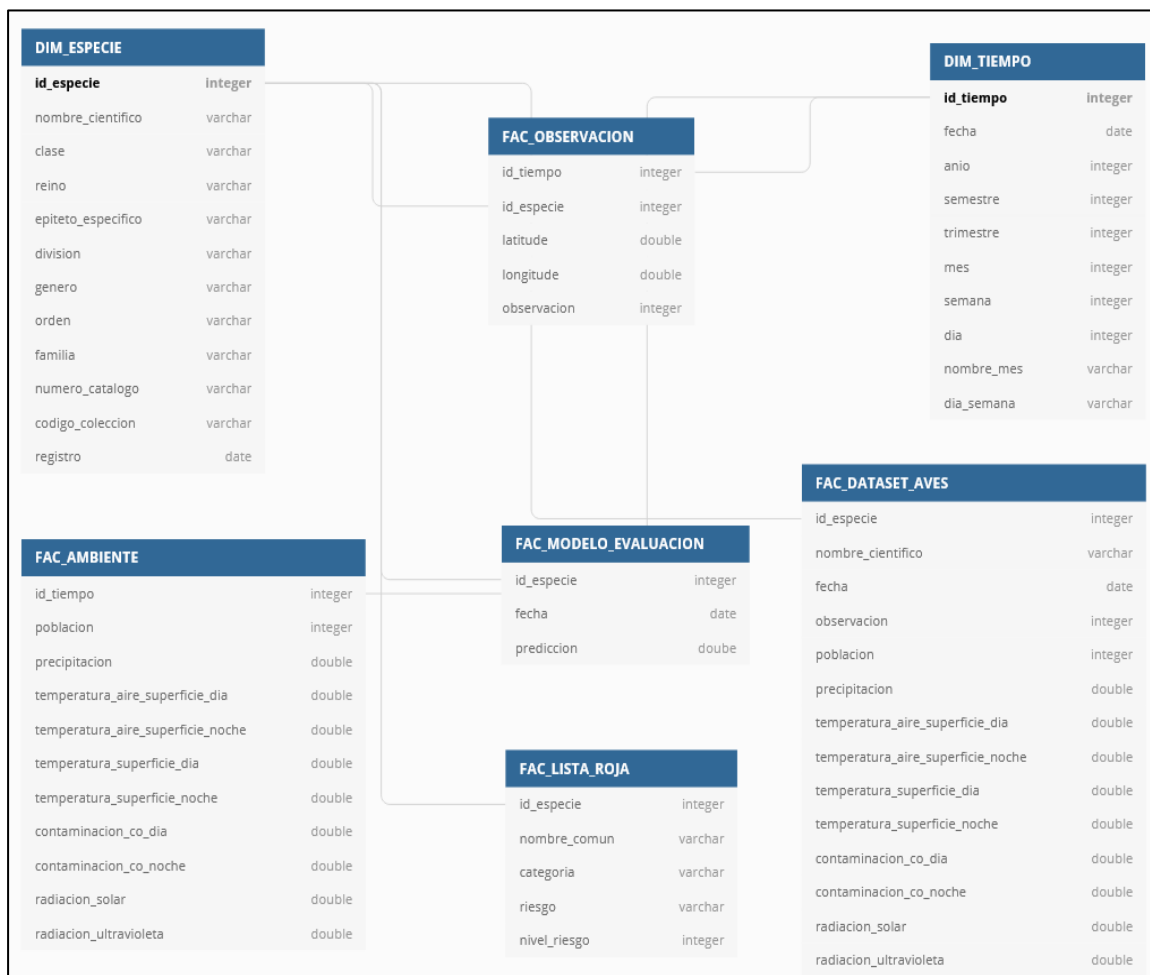 DIM_ESPECIE
id_especie integer
nombre_cientifico varchar
clase varchar
reino varchar
epiteto_especifico varchar
division varchar
genero varchar
orden varchar
familia varchar
numero_catalogo varchar
codigo_coleccion varchar
registro date
FAC_OBSERVACION
id_tiempo integer
id_especie integer
latitude double
longitude double
observacion integer
DIM_TIEMPO
id_tiempo integer
fecha date
anio integer
semestre integer
trimestre integer
mes integer
semana integer
dia integer
nombre_mes varchar
dia_semana varchar
FAC_AMBIENTE
id_tiempo integer
poblacion integer
precipitacion double
temperatura_aire_superficie_dia double
temperatura_aire_superficie_noche double
temperatura_superficie_dia double
temperatura_superficie_noche double
contaminacion_co_dia double
contaminacion_co_noche double
radiacion_solar double
radiacion_ultravioleta double
FAC_MODELO_EVALUACION
id_especie integer
fecha date
prediccion doube
FAC_LISTA_ROJA
id_especie integer
nombre_comun varchar
categoria varchar
riesgo varchar
nivel_riesgo integer
FAC_DATASET_AVES
id_especie integer
nombre_cientifico varchar
fecha date
observacion integer
poblacion integer
precipitacion double
temperatura_aire_superficie_dia double
temperatura_aire_superficie_noche double
temperatura_superficie_dia double
temperatura_superficie_noche double
contaminacion_co_dia double
contaminacion_co_noche double
radiacion_solar double
radiacion_ultravioleta double